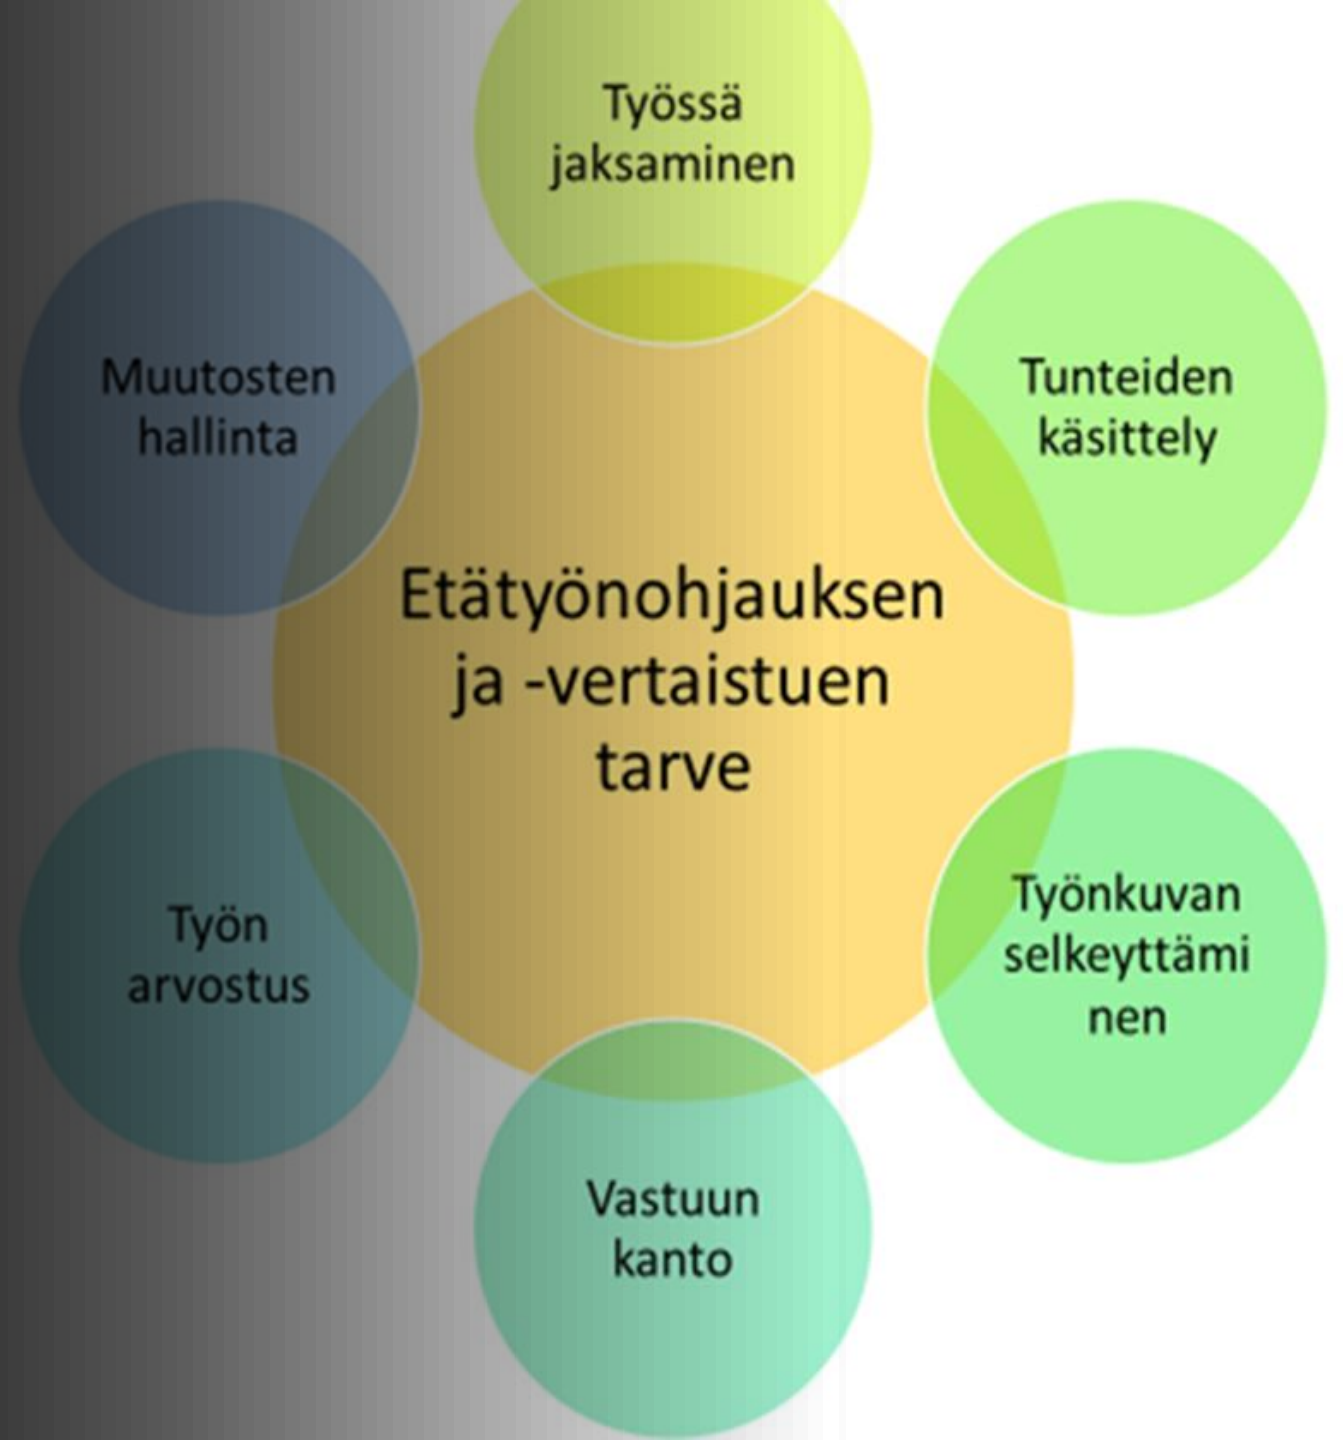 Työssä
jaksaminen
Tunteiden
käsittely
Työnkuvan
selkeyttämi
nen
Vastuun
kanto
Työn
arvostus
Muutosten
hallinta
Etätyönohjauksen
ja -vertaistuen
tarve